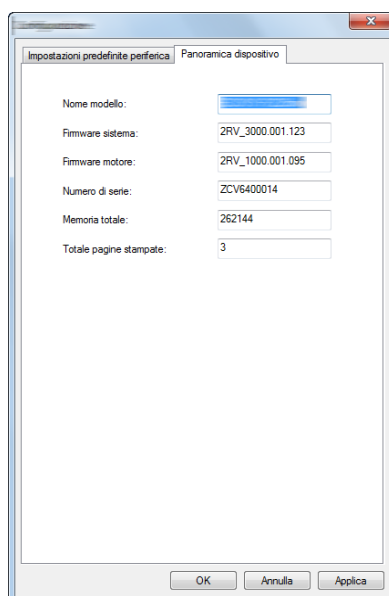 Impostazioni predefinite periferica Panoramica dispositivo
Nome modello:
Firmware sistema: 2RV_3000.001.123
Firmware motore: 2RV_1000.001.095
Numero di serie: ZCV6400014
Memoria totale: 262144
Totale pagine stampate: 3
OK Annulla Applica